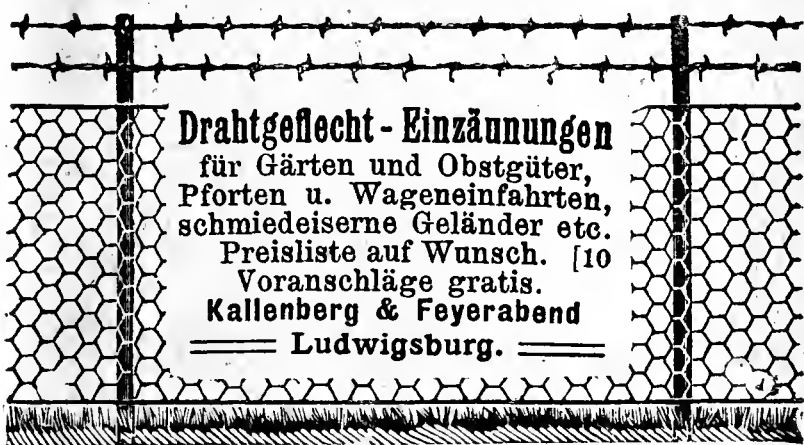 Drahtgeflecht - Einzäunungen
für Gärten und Obstgüter,
Pforten u. Wageneinfahrten,
schmiedeiserne Geländer etc.
Preisliste auf Wunsch. [10
Voranschläge gratis.
Kallenberg & Feyerabend
Ludwigsburg.